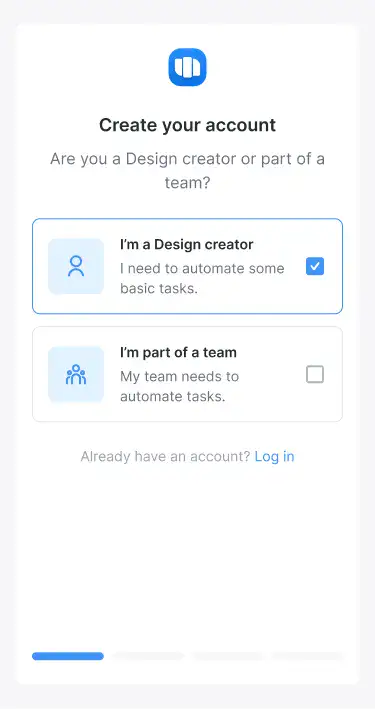 Create your account
Are you a Design creator or part of a
team?
I'm a Design creator
I need to automate some
basic tasks.
I'm part of a team
My team needs to
automate tasks.
Already have an account? Log in